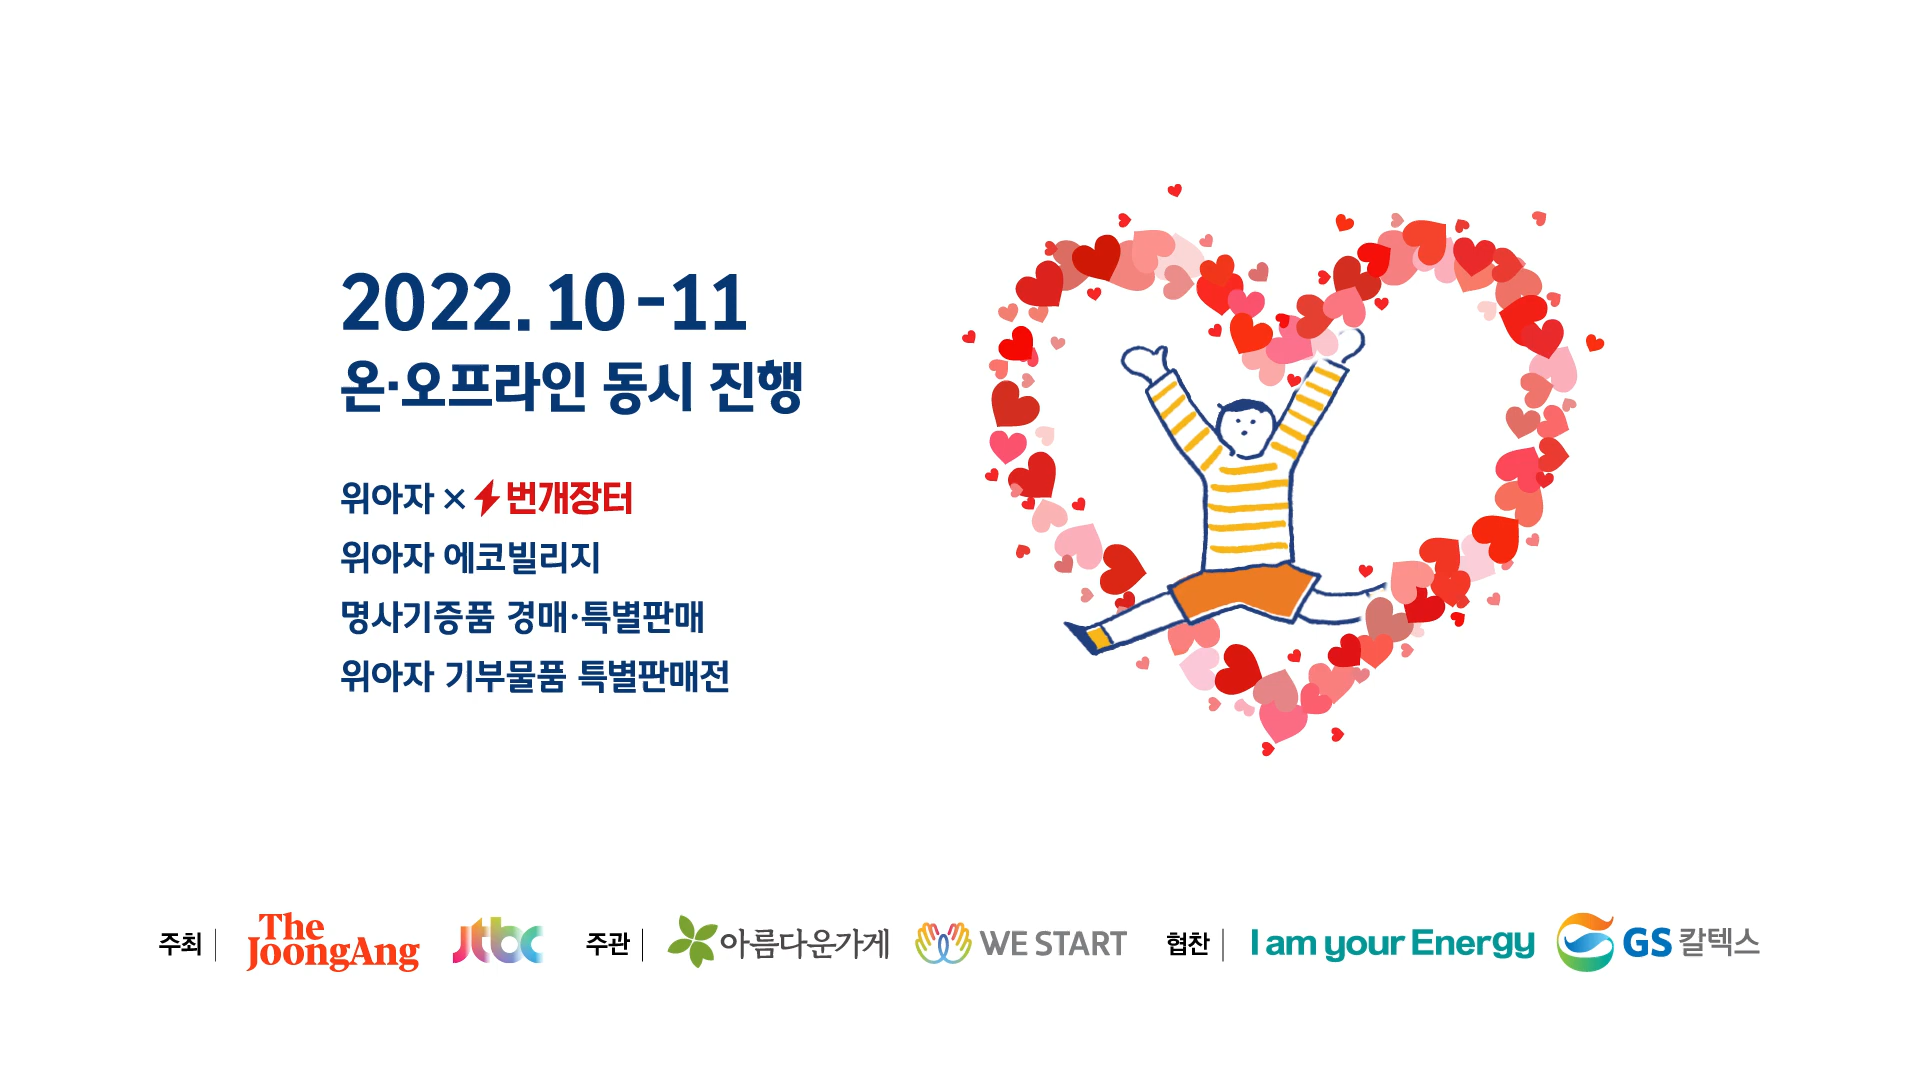 2022. 10 -11
온·오프라인 동시 진행
위아자 × 번개장터
위아자 에코빌리지
명사기증품 경매·특별판매
위아자 기부물품 특별판매전
주최 | The JoongAng jtbc 주관 | 아름다운가게 WE START 협찬 | I am your Energy GS 칼텍스